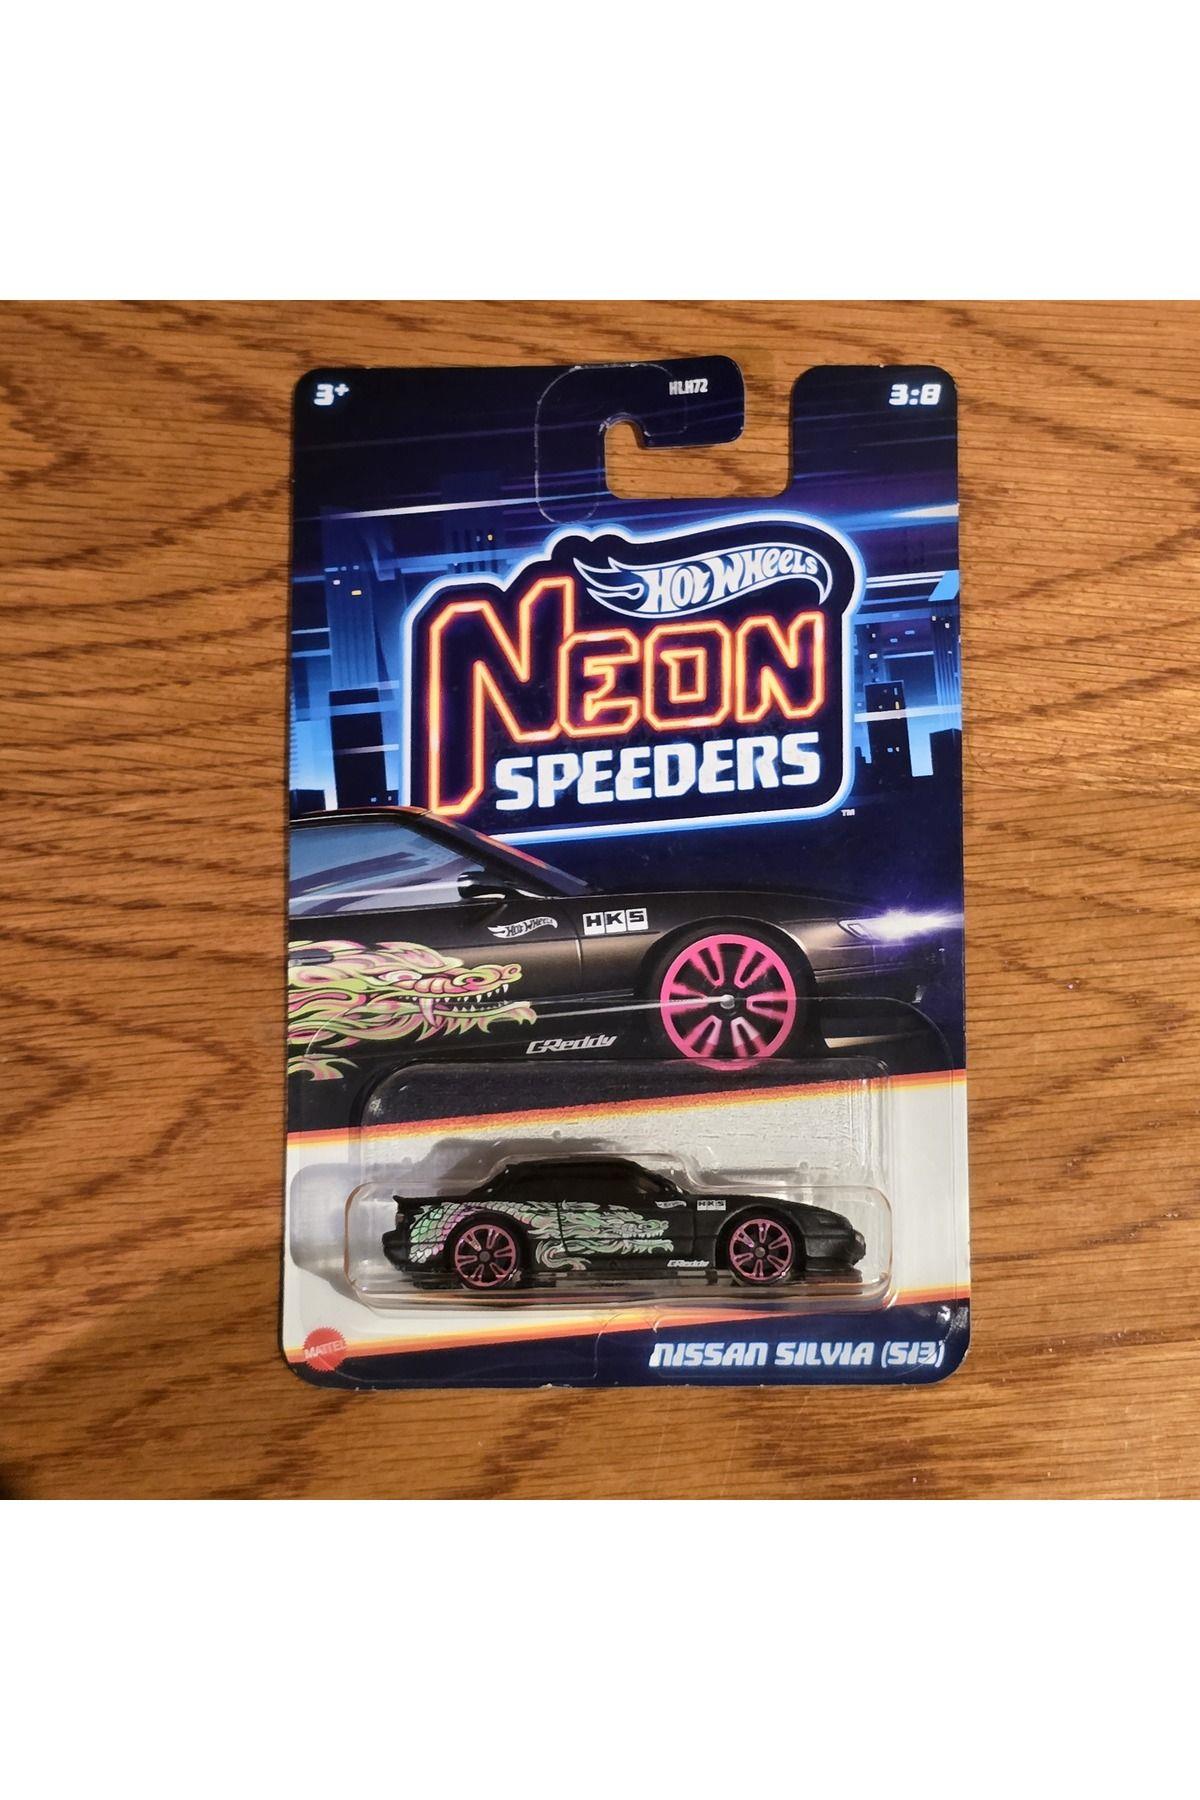 3+
HLH72
3:8
HOT WHEELS
NEON
SPEEDERS
™
HOT WHEELS
HKS
GReddy
HKS
GReddy
MATTEL
NISSAN SILVIA (S13)